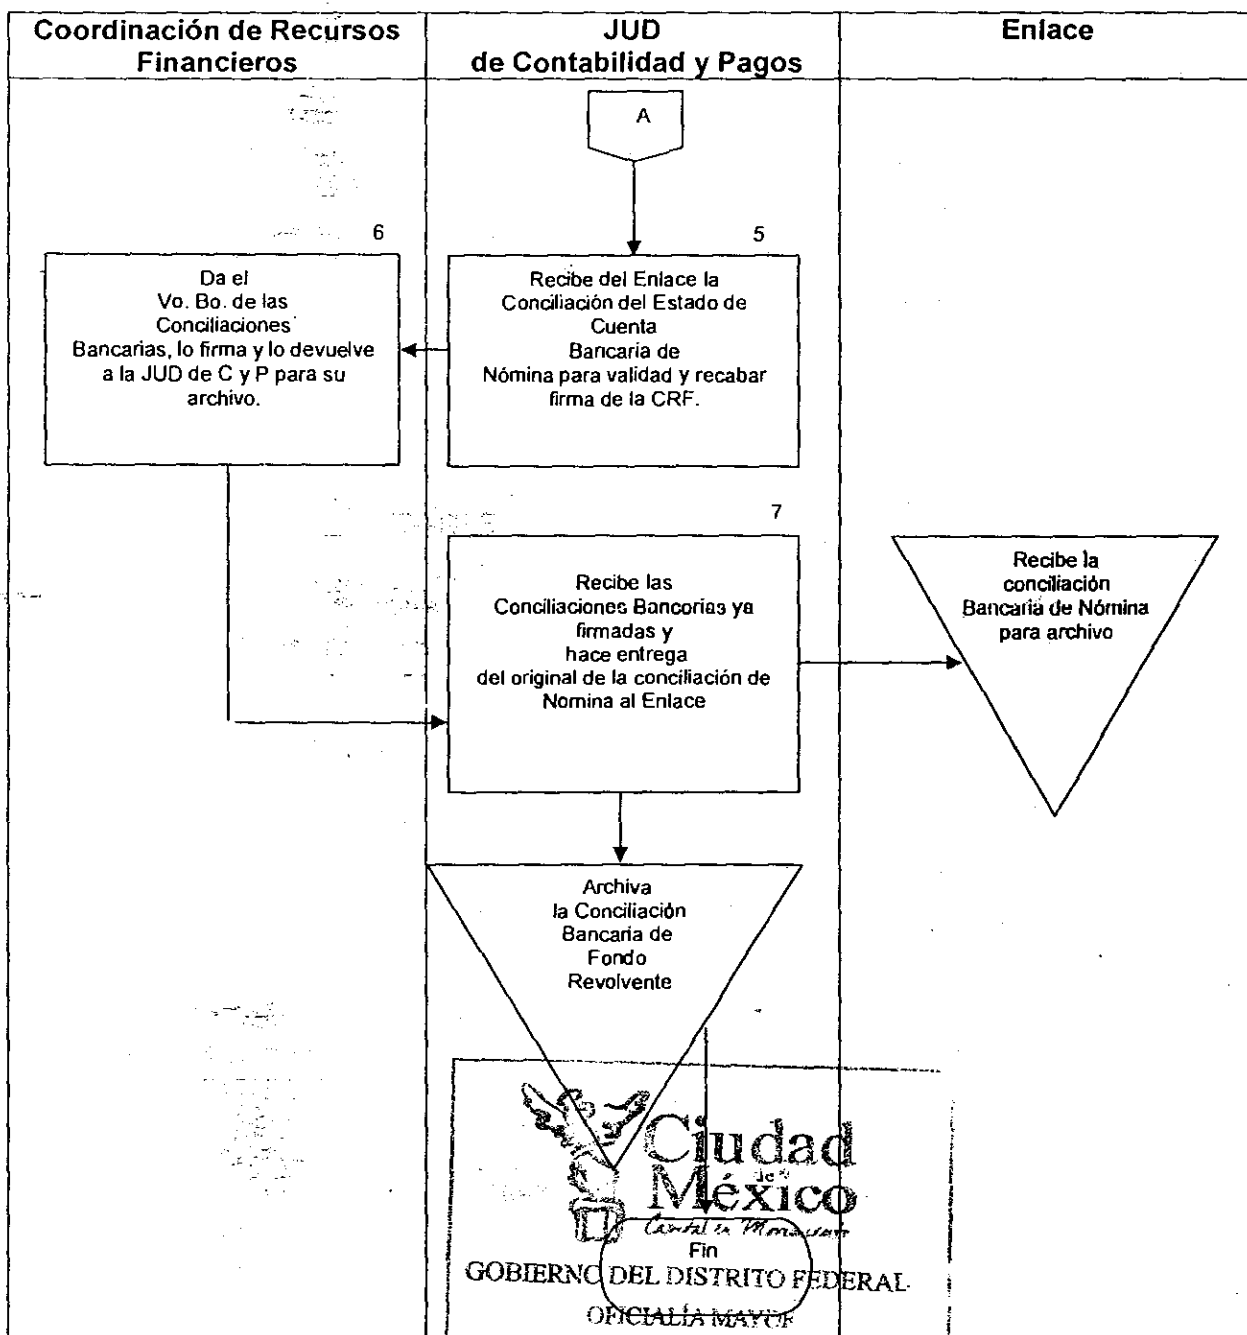 Coordinación de Recursos
Financieros
JUD
de Contabilidad y Pagos
Enlace
A
6
5
Da el
Vo. Bo. de las
Conciliaciones
Bancarias, lo firma y lo devuelve
a la JUD de C y P para su
archivo.
Recibe del Enlace la
Conciliación del Estado de
Cuenta
Bancaria de
Nómina para validad y recabar
firma de la CRF.
7
Recibe las
Conciliaciones Bancorias ya
firmadas y
hace entrega
del original de la conciliación de
Nomina al Enlace
Recibe la
conciliación
Bancaria de Nómina
para archivo
Archiva
la Conciliación
Bancaria de
Fondo
Revolvente
Ciudad
de
México
Capital en Movimiento
Fin
GOBIERNO DEL DISTRITO FEDERAL
OFICIALÍA MAYOR